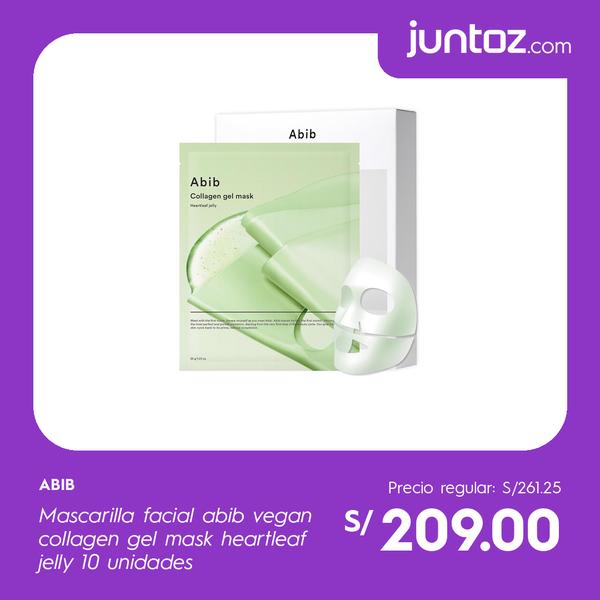 juntoz.com
Abib
Abib
Collagen gel mask
Heartleaf jelly
ABIB
Mascarilla facial abib vegan
collagen gel mask heartleaf
jelly 10 unidades
Precio regular: S/261.25
S/ 209.00